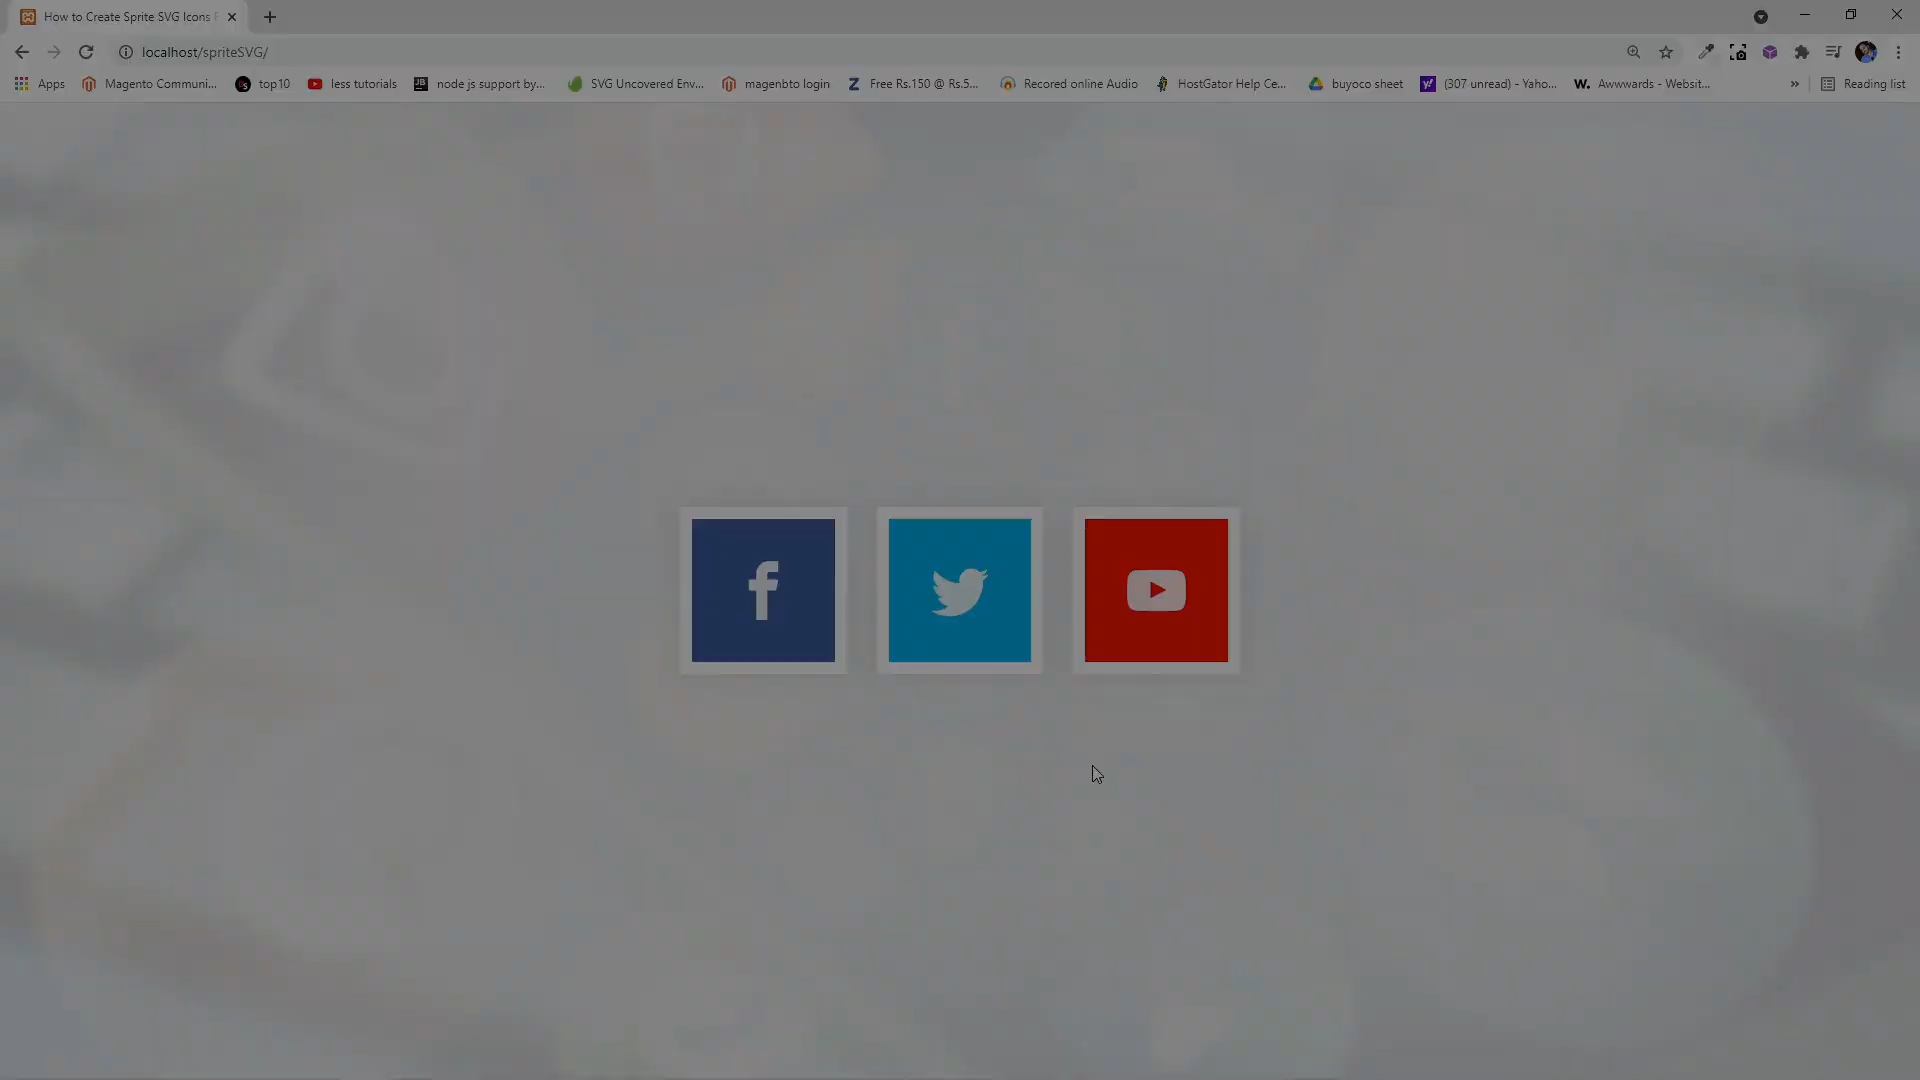 How to Create Sprite SVG Icons
localhost/spriteSVG/
Apps
Magento Communi...
top10
less tutorials
node js support by...
SVG Uncovered Env...
magenbto login
Free Rs.150 @ Rs.5...
Recored online Audio
HostGator Help Ce...
buyoco sheet
(307 unread) - Yaho...
Awwwards - Websit...
»
Reading list